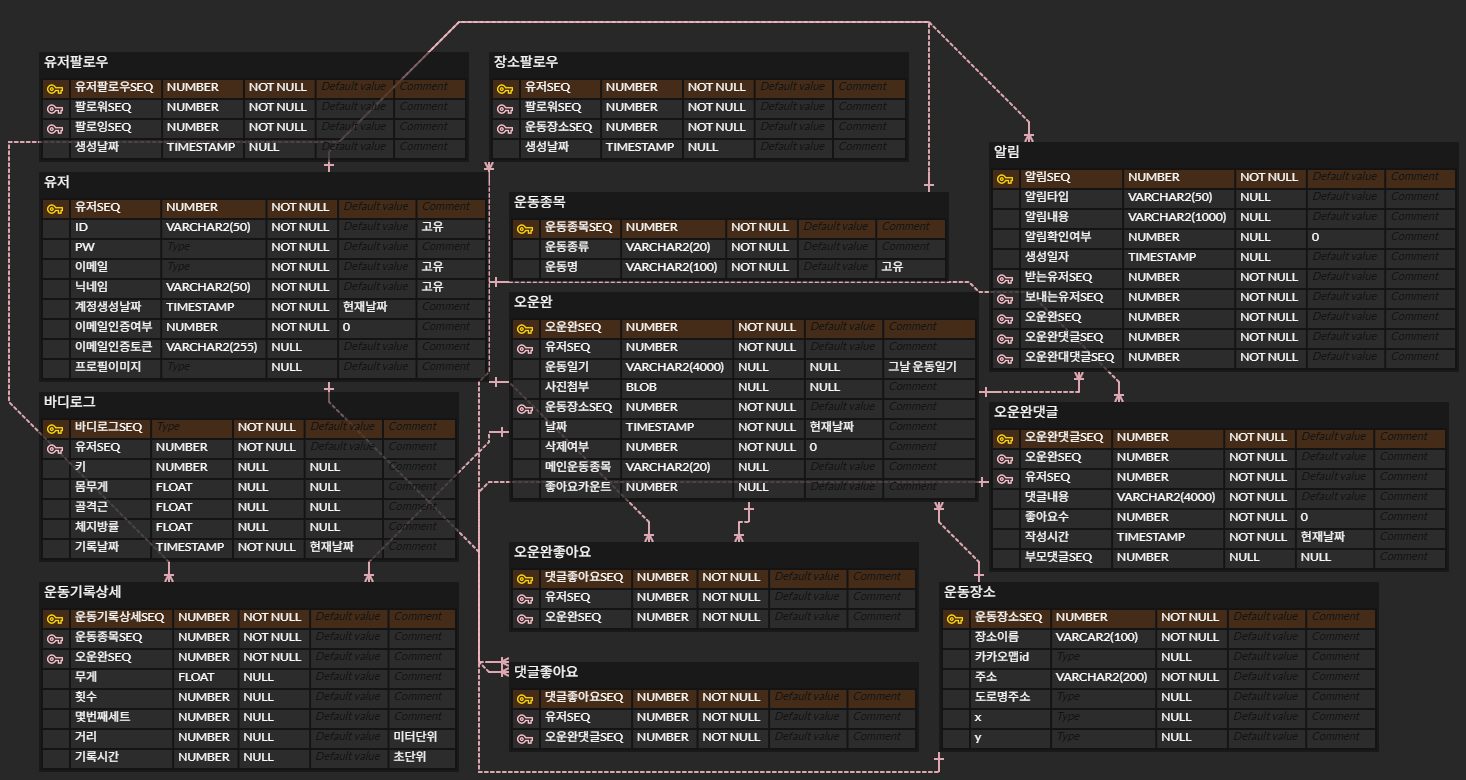 유저팔로우
유저팔로우SEQ NUMBER NOT NULL Default value Comment
팔로워SEQ NUMBER NOT NULL Default value Comment
팔로잉SEQ NUMBER NOT NULL Default value Comment
생성날짜 TIMESTAMP NULL Default value Comment
장소팔로우
유저SEQ NUMBER NOT NULL Default value Comment
팔로워SEQ NUMBER NOT NULL Default value Comment
운동장소SEQ NUMBER NOT NULL Default value Comment
생성날짜 TIMESTAMP NULL Default value Comment
알림
알림SEQ NUMBER NOT NULL Default value Comment
알림타입 VARCHAR2(50) NULL Default value Comment
알림내용 VARCHAR2(1000) NULL Default value Comment
알림확인여부 NUMBER NULL 0 Comment
생성일자 TIMESTAMP NULL Default value Comment
받는유저SEQ NUMBER NOT NULL Default value Comment
보내는유저SEQ NUMBER NOT NULL Default value Comment
오운완SEQ NUMBER NOT NULL Default value Comment
오운완댓글SEQ NUMBER NOT NULL Default value Comment
오운완대댓글SEQ NUMBER NOT NULL Default value Comment
유저
유저SEQ NUMBER NOT NULL Default value Comment
ID VARCHAR2(50) NOT NULL Default value 고유
PW Type NOT NULL Default value Comment
이메일 Type NOT NULL Default value 고유
닉네임 VARCHAR2(50) NOT NULL Default value 고유
계정생성날짜 TIMESTAMP NOT NULL 현재날짜 Comment
이메일인증여부 NUMBER NOT NULL 0 Comment
이메일인증토큰 VARCHAR2(255) NULL Default value Comment
프로필이미지 Type NULL Default value Comment
운동종목
운동종목SEQ NUMBER NOT NULL Default value Comment
운동종류 VARCHAR2(20) NOT NULL Default value Comment
운동명 VARCHAR2(100) NOT NULL Default value 고유
오운완
오운완SEQ NUMBER NOT NULL Default value Comment
유저SEQ NUMBER NOT NULL Default value Comment
운동일기 VARCHAR2(4000) NULL NULL 그날 운동일기
사진첨부 BLOB NULL NULL Comment
운동장소SEQ NUMBER NOT NULL Default value Comment
날짜 TIMESTAMP NOT NULL 현재날짜 Comment
삭제여부 NUMBER NOT NULL 0 Comment
메인운동종목 VARCHAR2(20) NULL Default value Comment
좋아요카운트 NUMBER NULL Default value Comment
바디로그
바디로그SEQ Type NOT NULL Default value Comment
유저SEQ NUMBER NOT NULL Default value Comment
키 NUMBER NULL NULL Comment
몸무게 FLOAT NULL NULL Comment
골격근 FLOAT NULL NULL Comment
체지방률 FLOAT NULL NULL Comment
기록날짜 TIMESTAMP NOT NULL 현재날짜 Comment
오운완댓글
오운완댓글SEQ NUMBER NOT NULL Default value Comment
오운완SEQ NUMBER NOT NULL Default value Comment
유저SEQ NUMBER NOT NULL Default value Comment
댓글내용 VARCHAR2(4000) NOT NULL Default value Comment
좋아요수 NUMBER NOT NULL 0 Comment
작성시간 TIMESTAMP NOT NULL 현재날짜 Comment
부모댓글SEQ NUMBER NULL NULL Comment
오운완좋아요
댓글좋아요SEQ NUMBER NOT NULL Default value Comment
유저SEQ NUMBER NOT NULL Default value Comment
오운완SEQ NUMBER NOT NULL Default value Comment
운동기록상세
운동기록상세SEQ NUMBER NOT NULL Default value Comment
운동종목SEQ NUMBER NOT NULL Default value Comment
오운완SEQ NUMBER NOT NULL Default value Comment
무게 FLOAT NULL Default value Comment
횟수 NUMBER NULL Default value Comment
몇번째세트 NUMBER NULL Default value Comment
거리 NUMBER NULL Default value 미터단위
기록시간 NUMBER NULL Default value 초단위
댓글좋아요
댓글좋아요SEQ NUMBER NOT NULL Default value Comment
유저SEQ NUMBER NOT NULL Default value Comment
오운완댓글SEQ NUMBER NOT NULL Default value Comment
운동장소
운동장소SEQ NUMBER NOT NULL Default value Comment
장소이름 VARCAR2(100) NOT NULL Default value Comment
카카오맵id Type NULL Default value Comment
주소 VARCHAR2(200) NOT NULL Default value Comment
도로명주소 Type NULL Default value Comment
x Type NULL Default value Comment
y Type NULL Default value Comment